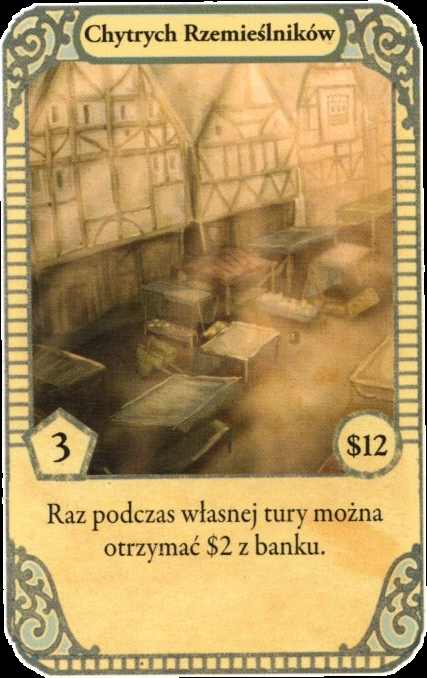 Chytrych Rzemieślników
3
$12
Raz podczas własnej tury można
otrzymać $2 z banku.